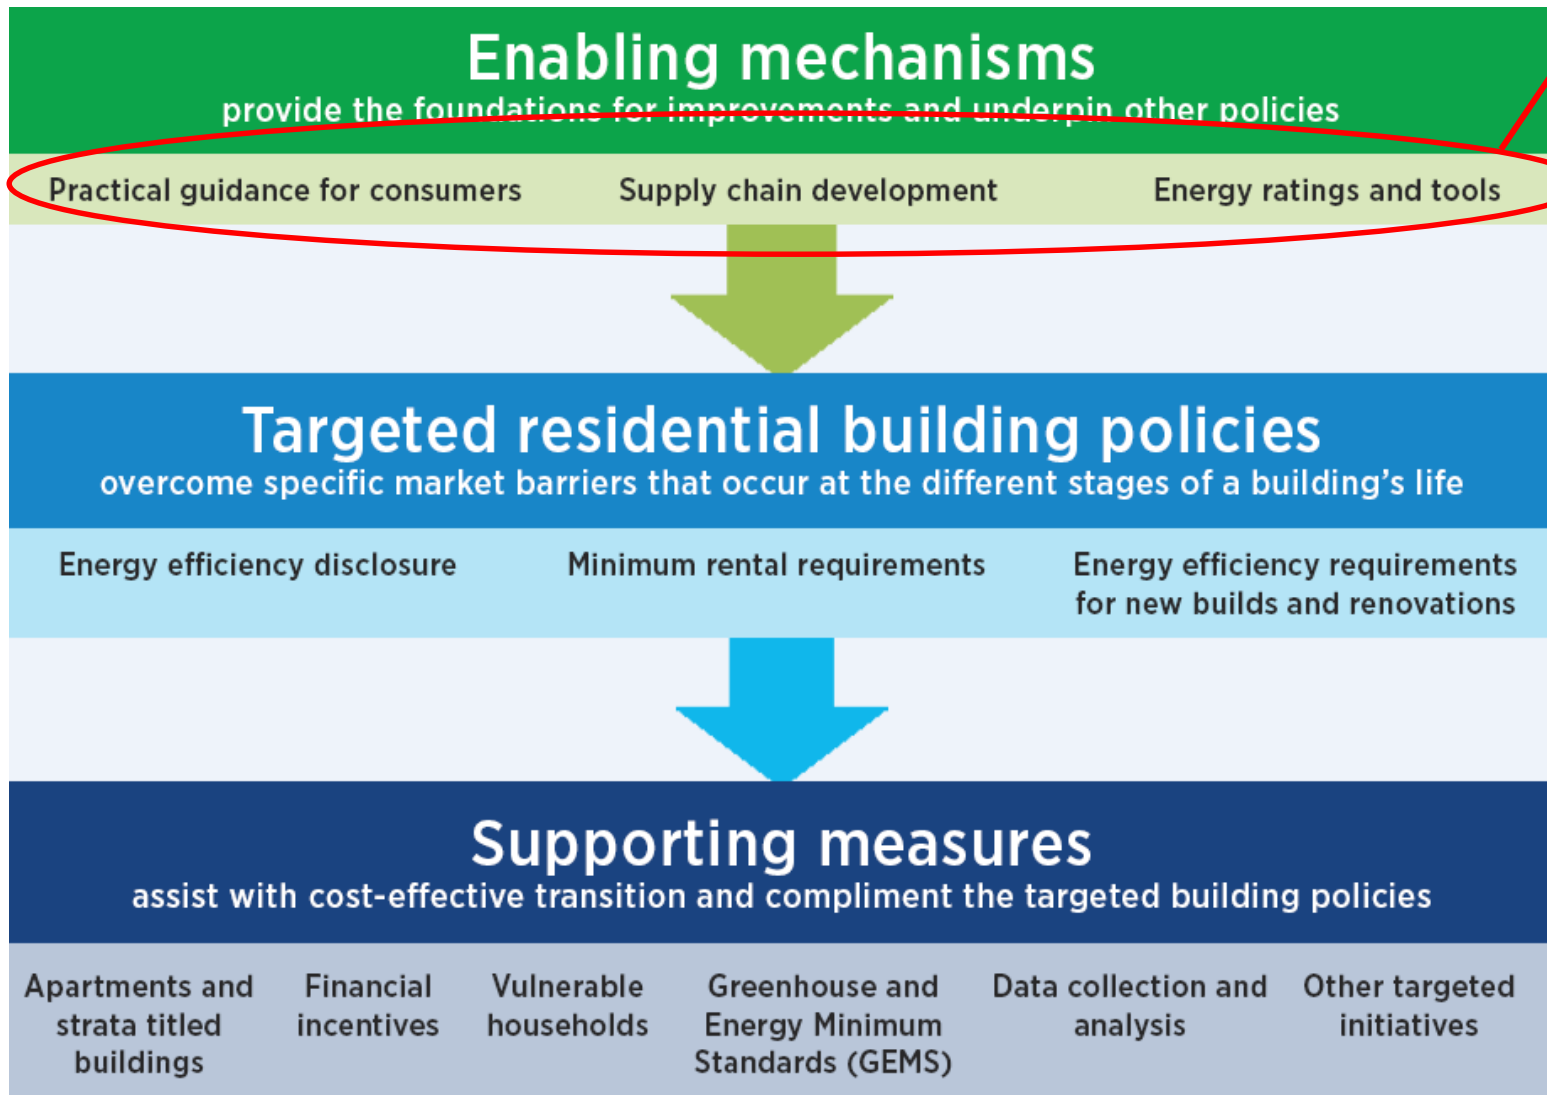 Enabling mechanisms
provide the foundations for improvements and underpin other policies
Practical guidance for consumers
Supply chain development
Energy ratings and tools
Targeted residential building policies
overcome specific market barriers that occur at the different stages of a building’s life
Energy efficiency disclosure
Minimum rental requirements
Energy efficiency requirements
for new builds and renovations
Supporting measures
assist with cost-effective transition and compliment the targeted building policies
Apartments and
strata titled
buildings
Financial
incentives
Vulnerable
households
Greenhouse and
Energy Minimum
Standards (GEMS)
Data collection and
analysis
Other targeted
initiatives